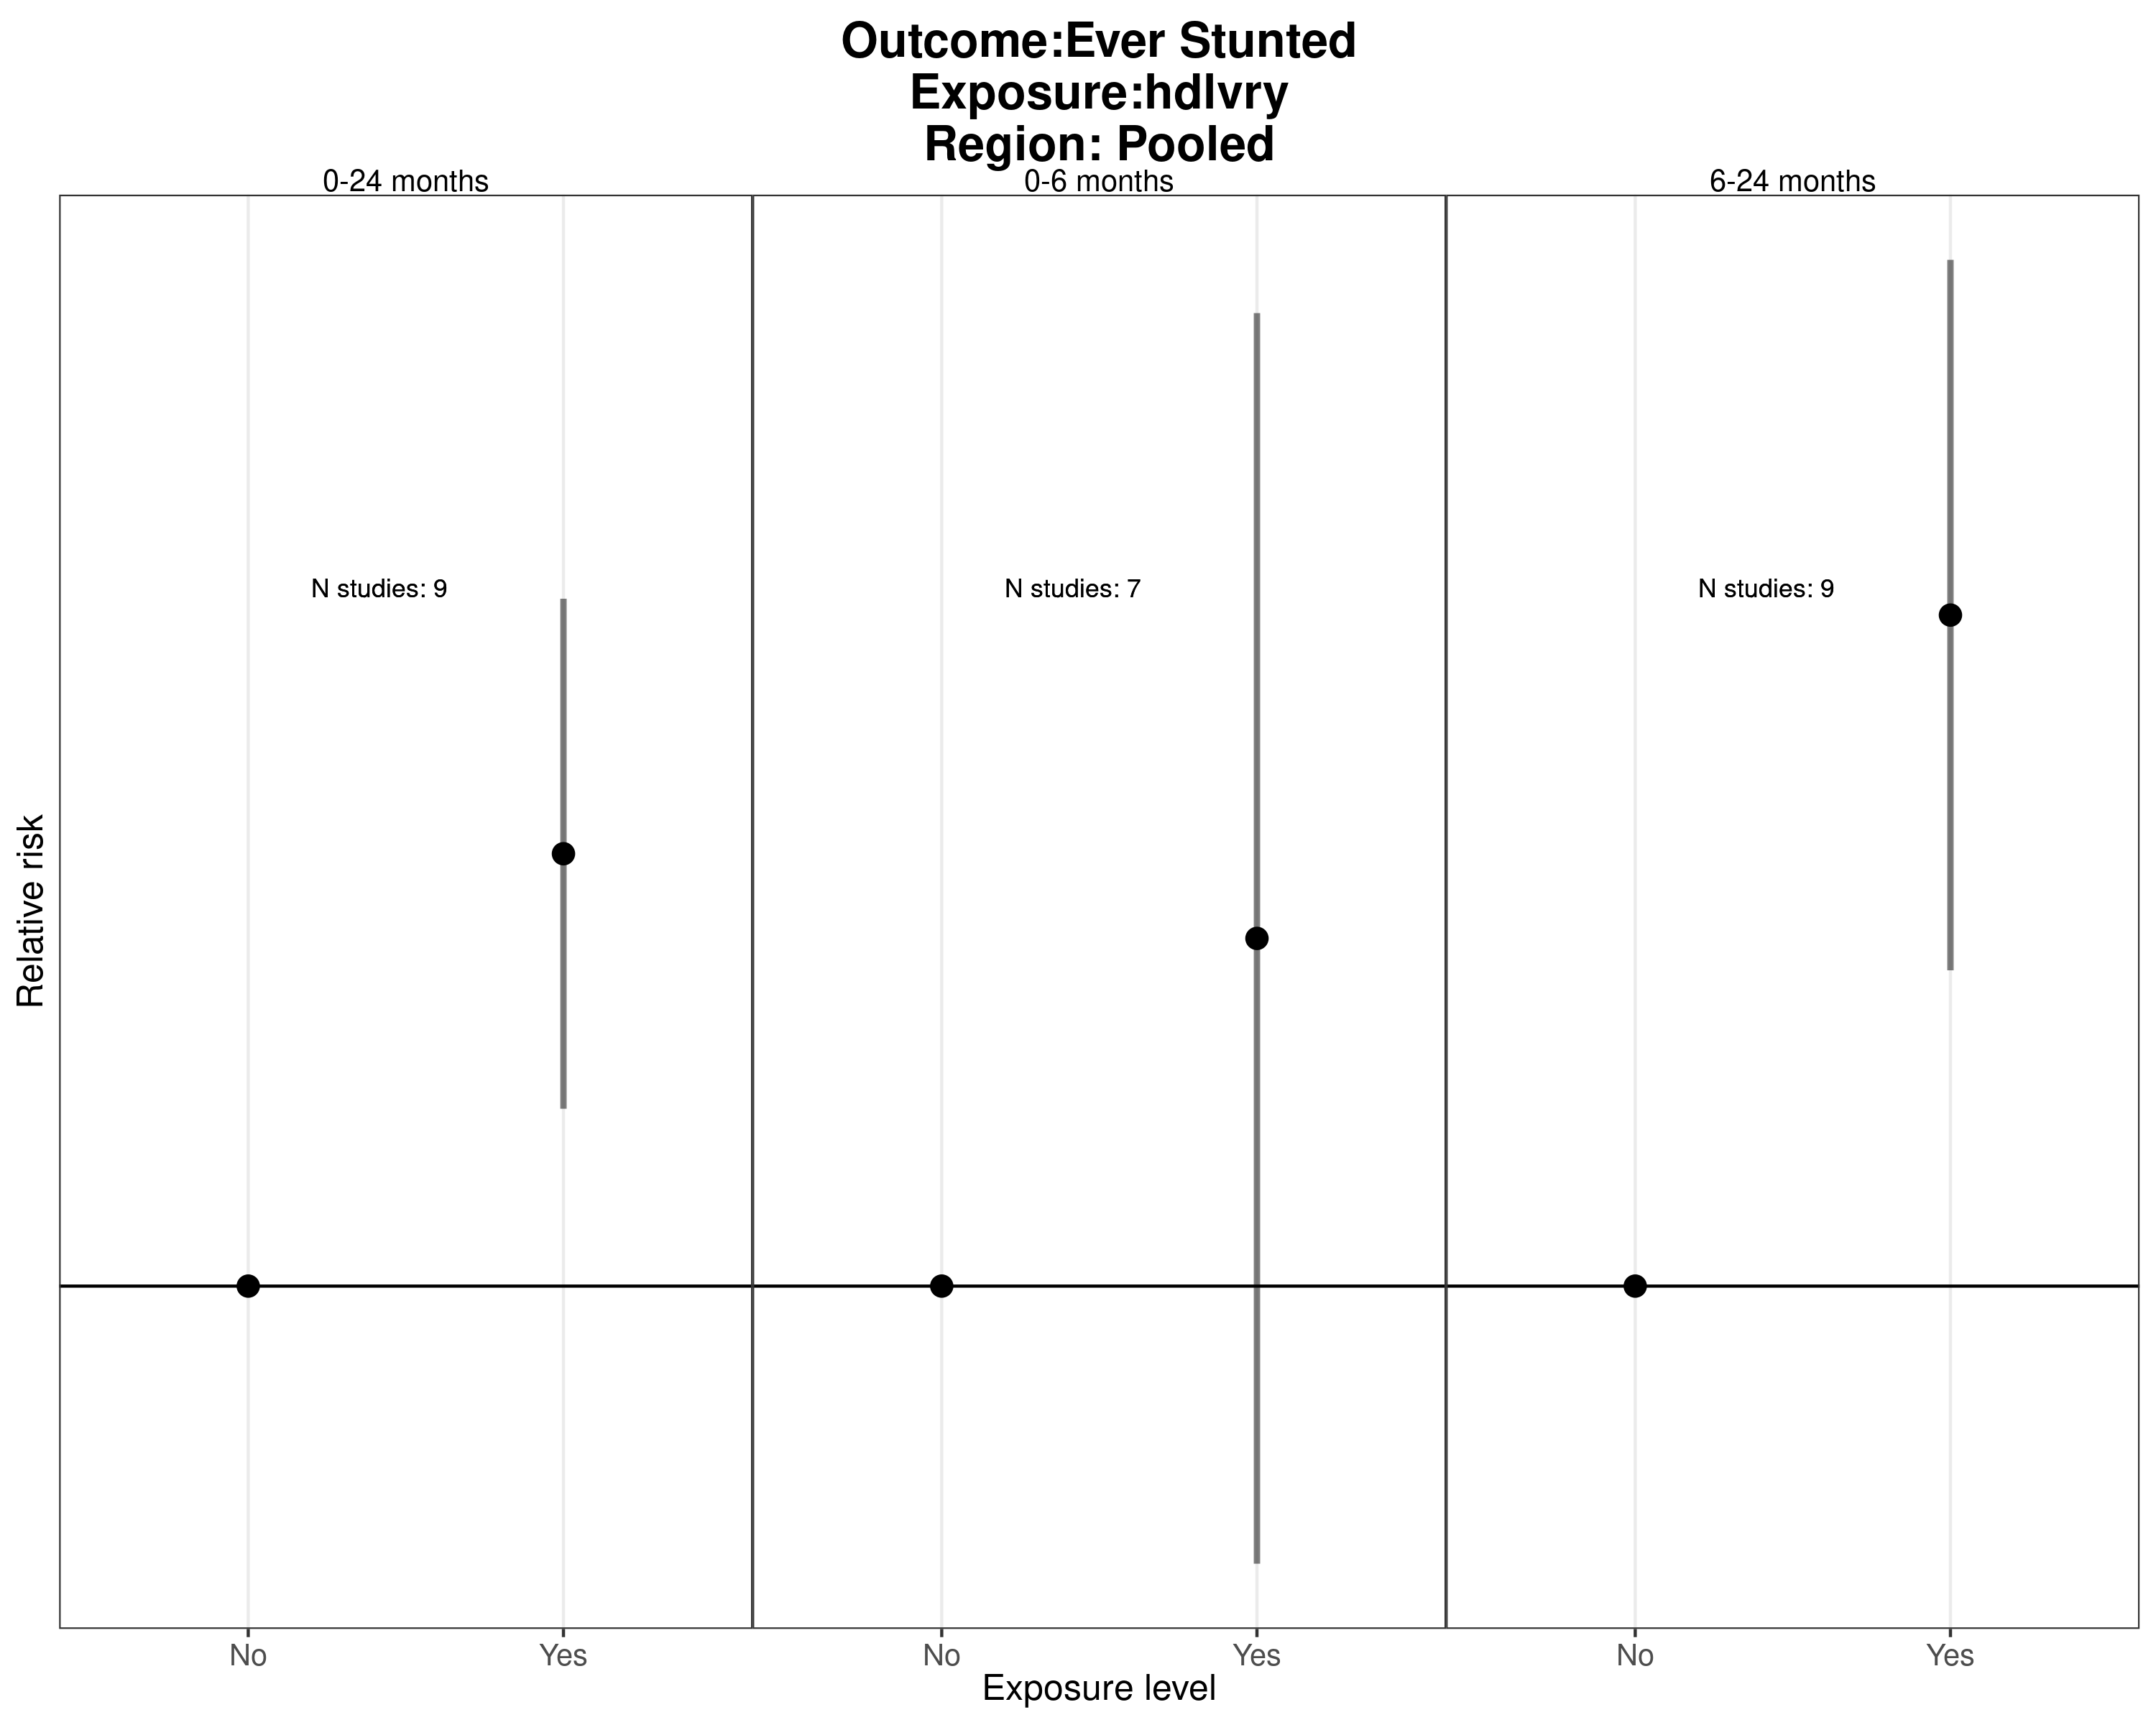 Outcome:Ever Stunted
Exposure:hdlvry
Region: Pooled
0-24 months
0-6 months
6-24 months
N studies: 9
N studies: 7
N studies: 9
Relative risk
No
Yes
No
Yes
No
Yes
Exposure level